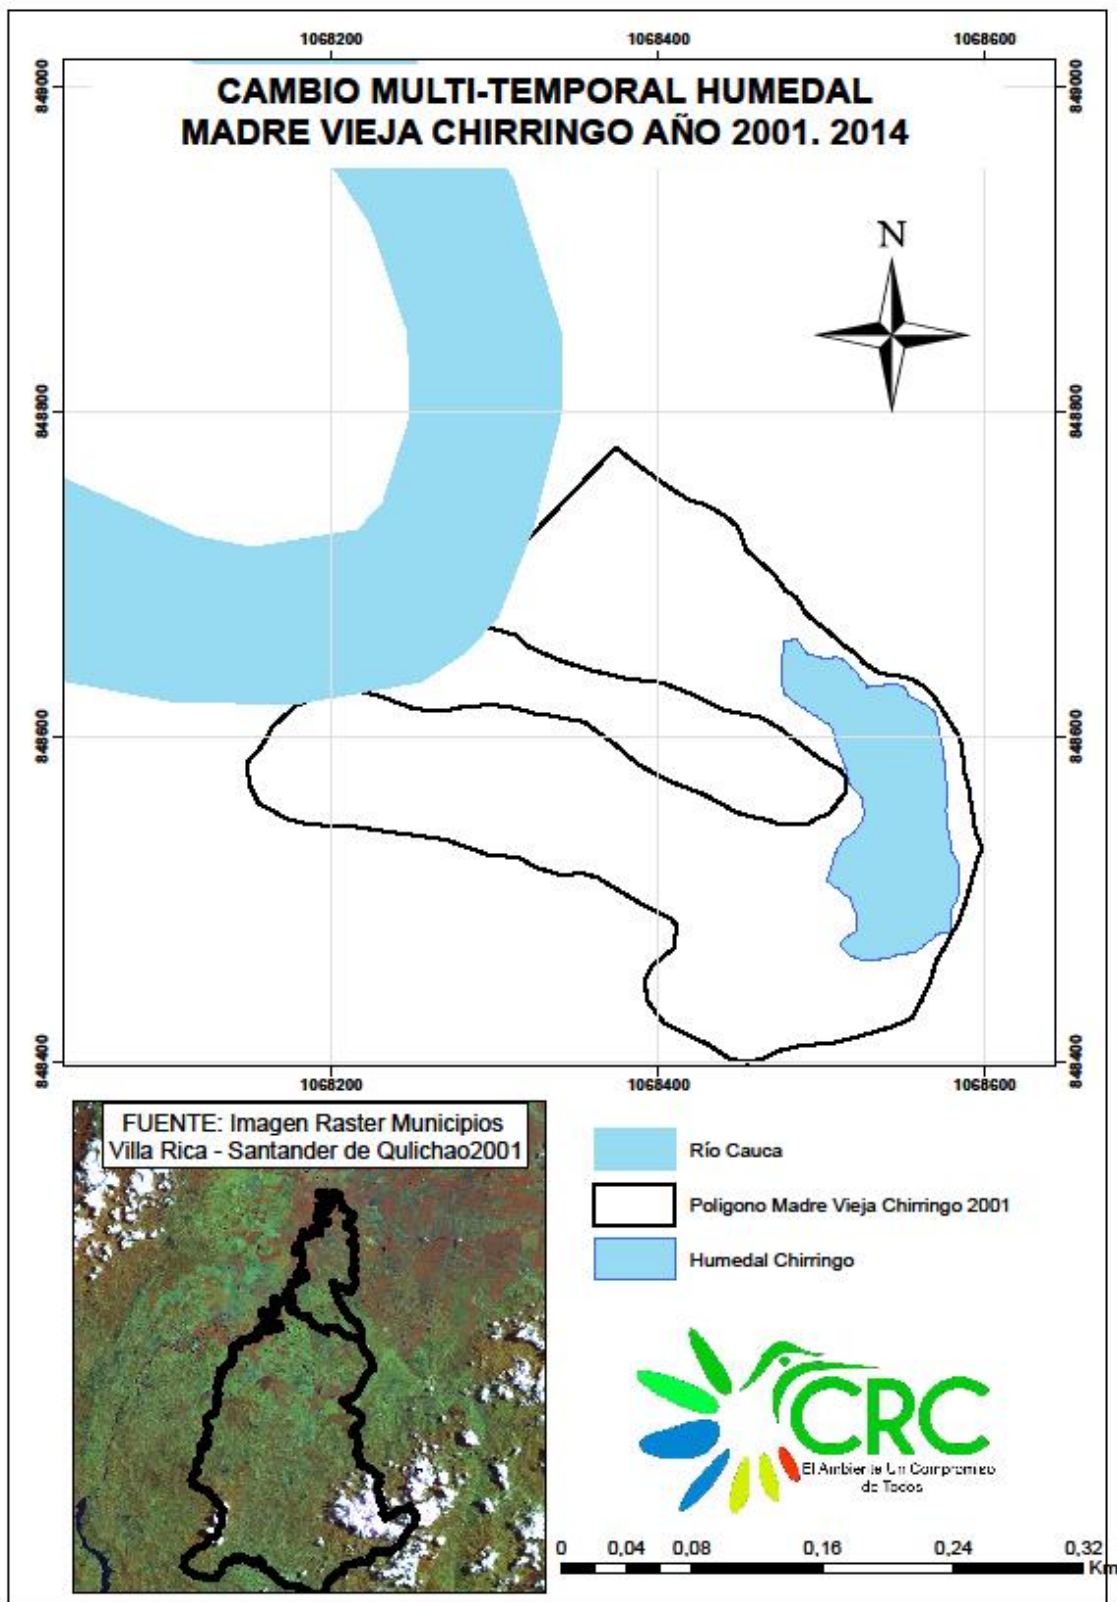 1068200 1068400 1068600
849000 849000
CAMBIO MULTI-TEMPORAL HUMEDAL
MADRE VIEJA CHIRRINGO AÑO 2001. 2014
N
848800 848800
848600 848600
848400 848400
1068200 1068400 1068600
FUENTE: Imagen Raster Municipios
Villa Rica - Santander de Qulichao2001
Río Cauca
Poligono Madre Vieja Chirringo 2001
Humedal Chirringo
CRC
El Ambiente Un Compromiso
de Todos
0 0,04 0,08 0,16 0,24 0,32
Km